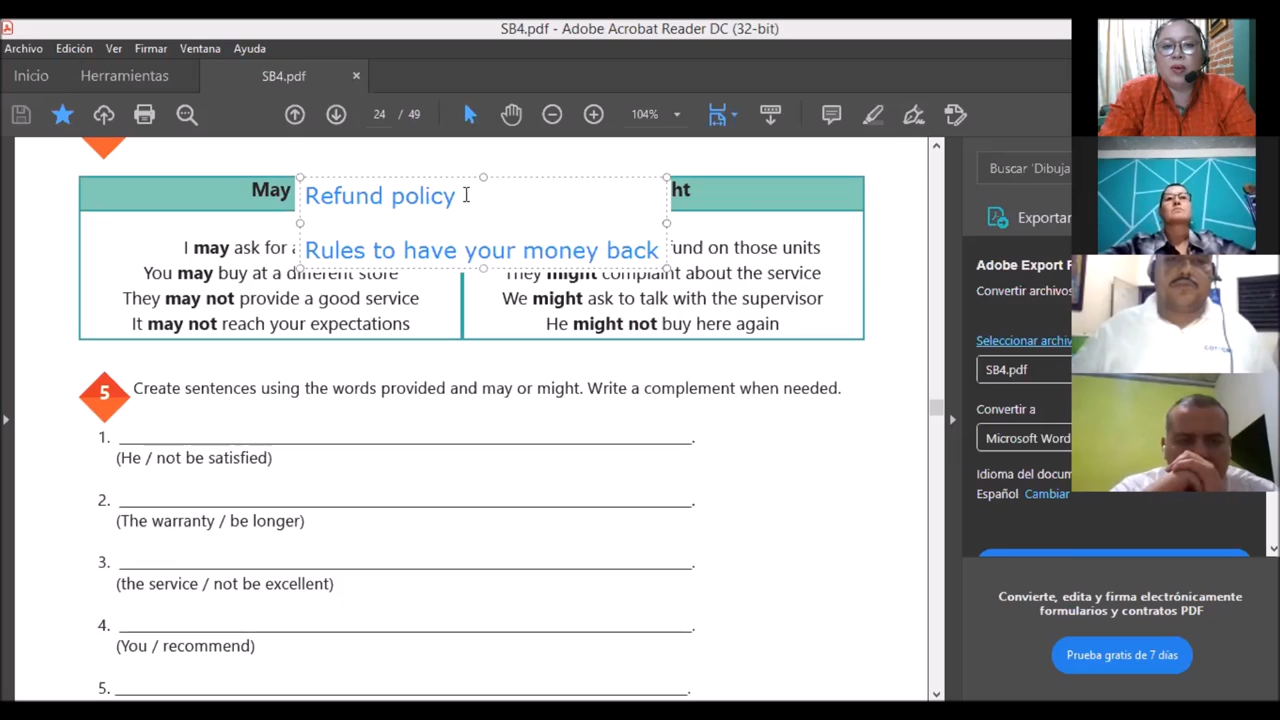 SB4.pdf - Adobe Acrobat Reader DC (32-bit)
Archivo Edición Ver Firmar Ventana Ayuda
Inicio Herramientas SB4.pdf ×
24 / 49 104%
May ght
Refund policy
Rules to have your money back
I may ask for a fund on those units
You may buy at a different store They might complaint about the service
They may not provide a good service We might ask to talk with the supervisor
It may not reach your expectations He might not buy here again
5 Create sentences using the words provided and may or might. Write a complement when needed.
1. .
(He / not be satisfied)
2. .
(The warranty / be longer)
3. .
(the service / not be excellent)
4. .
(You / recommend)
5. .
Buscar 'Dibuja
Exportar
Adobe Export P
Convertir archivos
Seleccionar archiv
SB4.pdf
Convertir a
Microsoft Word
Idioma del docum
Español Cambiar
Convierte, edita y firma electrónicamente
formularios y contratos PDF
Prueba gratis de 7 días